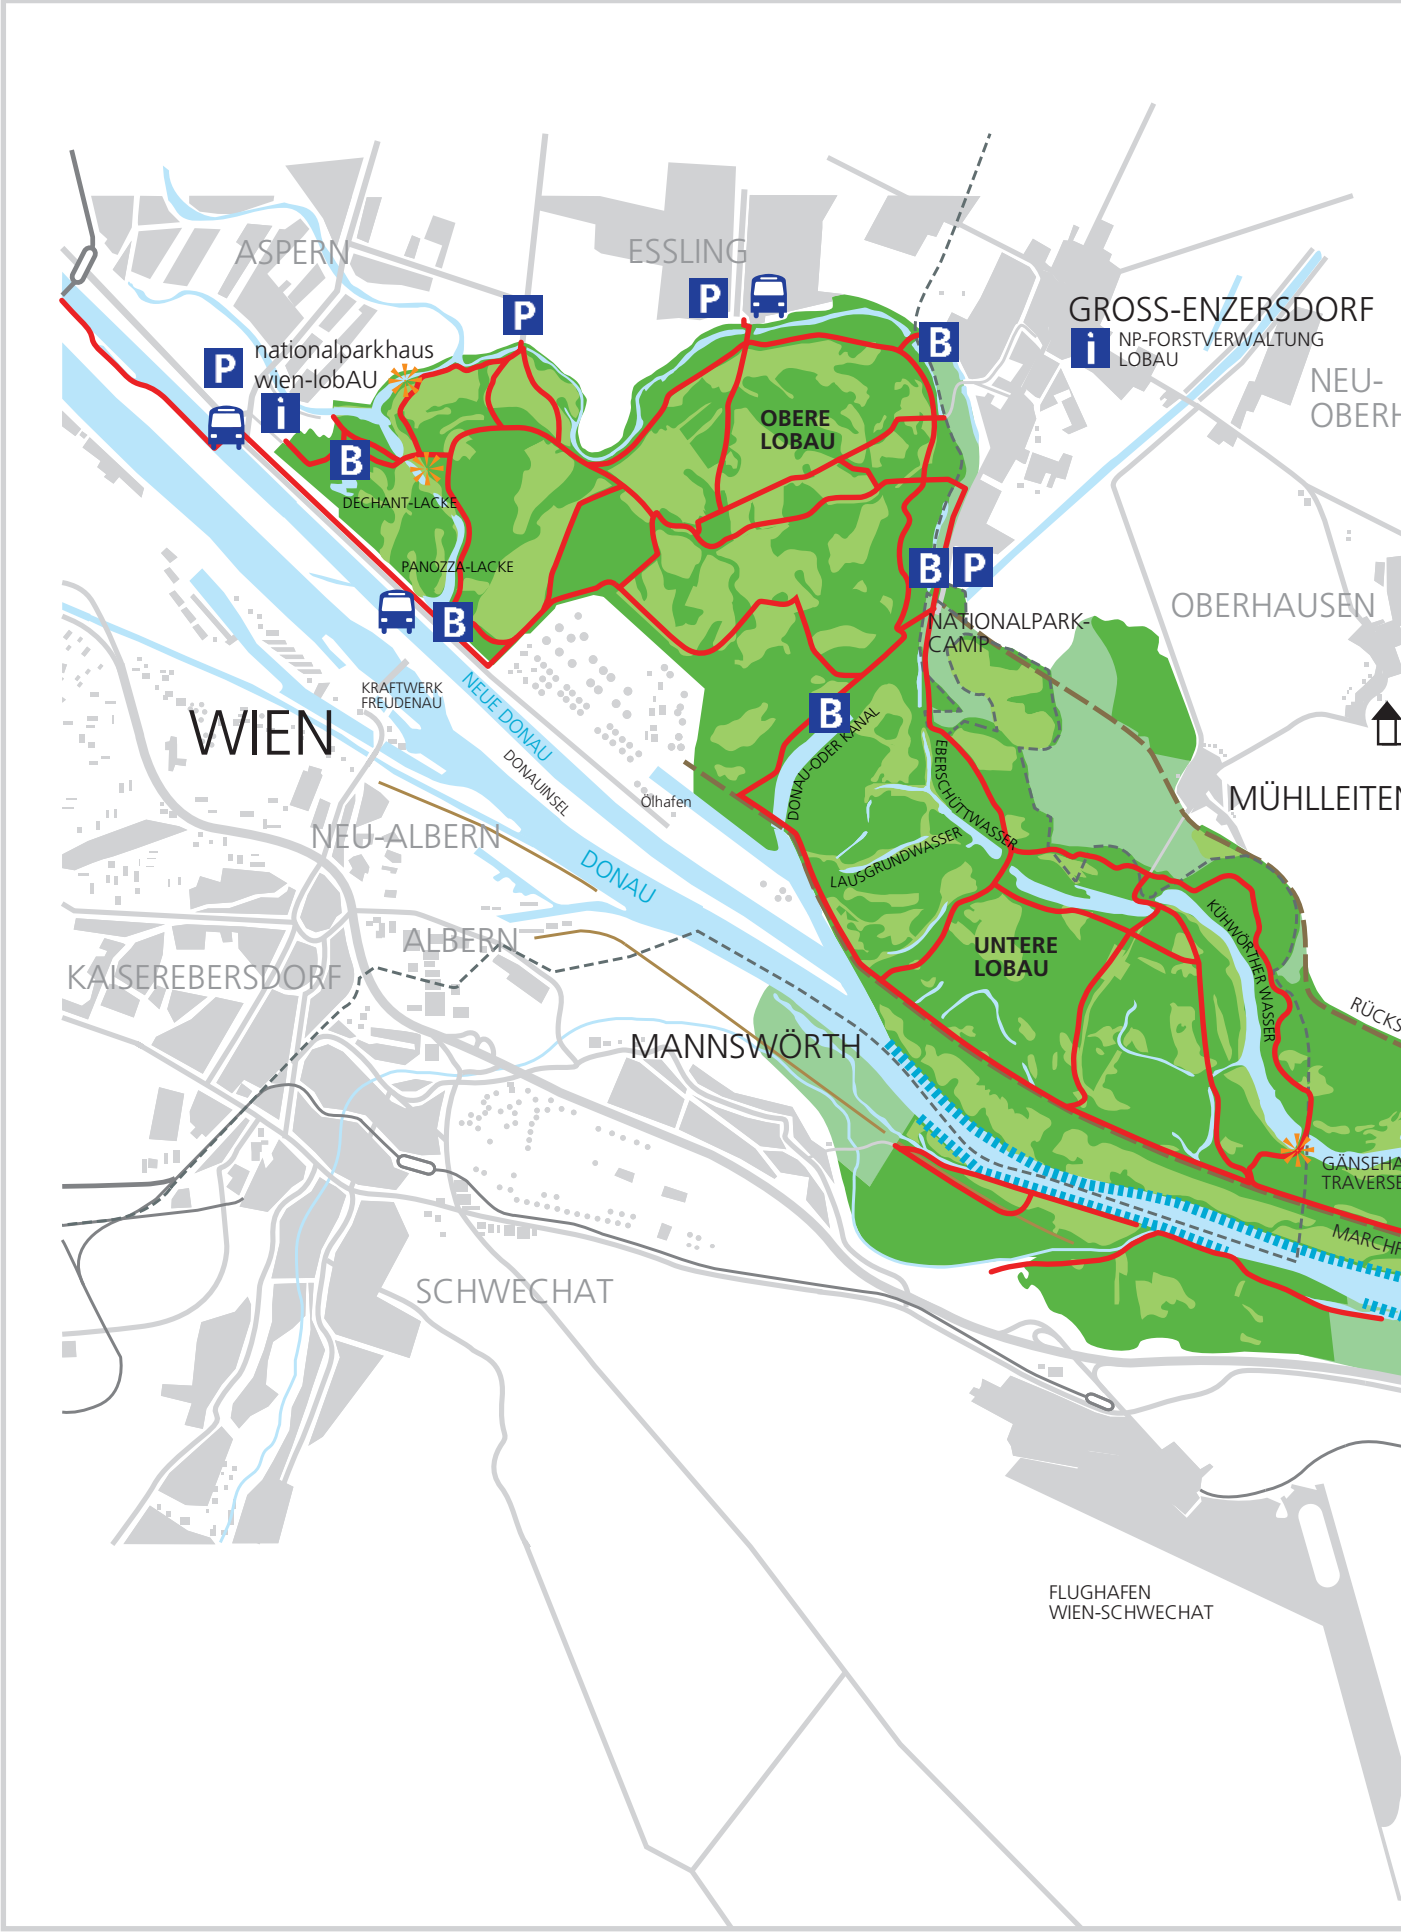 ASPERN
ESSLING
P
P
GROSS-ENZERSDORF
i
NP-FORSTVERWALTUNG
LOBAU
B
nationalparkhaus
wien-lobAU
P
i
NEU-
OBERH
OBERE
LOBAU
B
DECHANT-LACKE
PANOZZA-LACKE
B
P
B
NATIONALPARK-
CAMP
OBERHAUSEN
KRAFTWERK
FREUDENAU
WIEN
NEUE DONAU
DONAUINSEL
Ölhafen
B
DONAU-ODER KANAL
EBERSCHÜTTWASSER
MÜHLLEITEN
NEU-ALBERN
DONAU
LAUSGRUNDWASSER
ALBERN
UNTERE
LOBAU
KÜHWÖRTHER WASSER
KAISEREBERSDORF
RÜCKS
MANNSWÖRTH
GÄNSEHA
TRAVERSE
MARCHF
SCHWECHAT
FLUGHAFEN
WIEN-SCHWECHAT